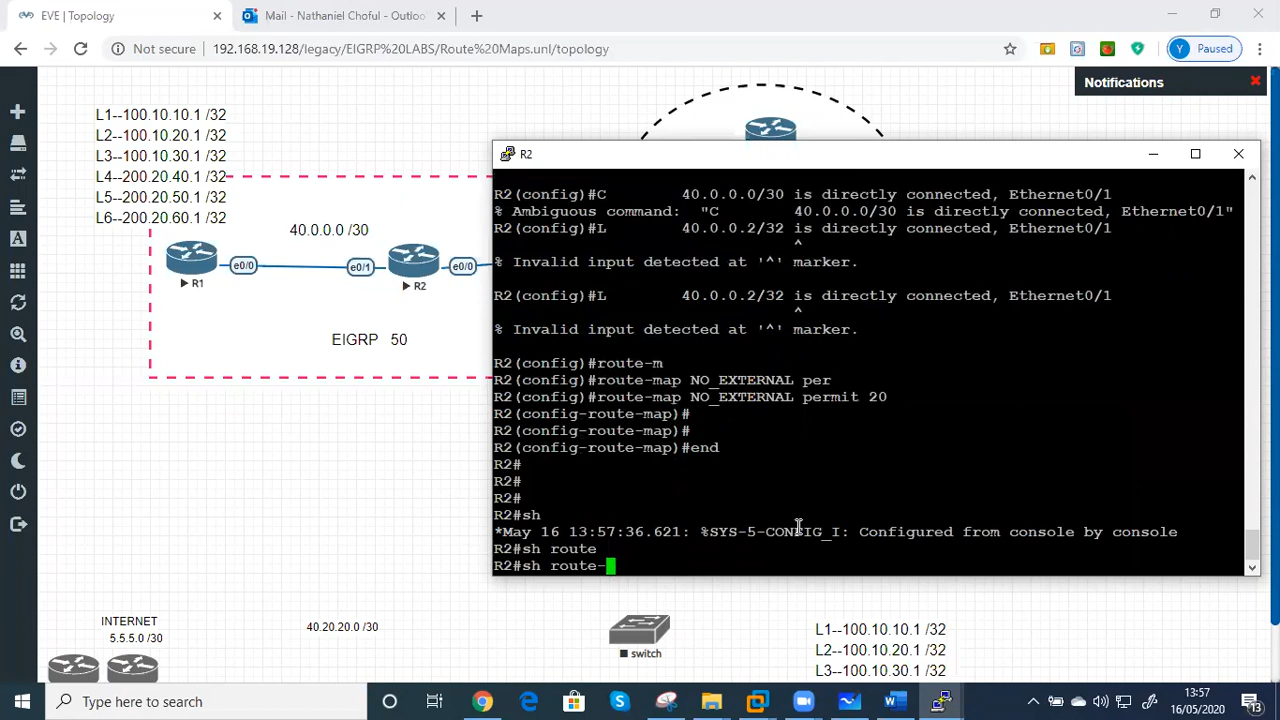 EVE | Topology
Mail - Nathaniel Choful - Outloo
Not secure
192.168.19.128/legacy/EIGRP%20LABS/Route%20Maps.unl/topology
Y
Paused
Notifications
L1--100.10.10.1 /32
L2--100.10.20.1 /32
L3--100.10.30.1 /32
L4--200.20.40.1/32
L5--200.20.50.1 /32
L6--200.20.60.1 /32
40.0.0.0 /30
e0/0
e0/1
e0/0
R1
R2
EIGRP 50
R2
R2(config)#C 40.0.0.0/30 is directly connected, Ethernet0/1
% Ambiguous command: "C 40.0.0.0/30 is directly connected, Ethernet0/1"
R2(config)#L 40.0.0.2/32 is directly connected, Ethernet0/1
^
% Invalid input detected at '^' marker.
R2(config)#L 40.0.0.2/32 is directly connected, Ethernet0/1
^
% Invalid input detected at '^' marker.
R2(config)#route-m
R2(config)#route-map NO_EXTERNAL per
R2(config)#route-map NO_EXTERNAL permit 20
R2(config-route-map)#
R2(config-route-map)#
R2(config-route-map)#end
R2#
R2#
R2#
R2#sh
*May 16 13:57:36.621: %SYS-5-CONFIG_I: Configured from console by console
R2#sh route
R2#sh route-
INTERNET
5.5.5.0 /30
40.20.20.0 /30
switch
L1--100.10.10.1 /32
L2--100.10.20.1 /32
L3--100.10.30.1 /32
Type here to search
13:57
16/05/2020
13